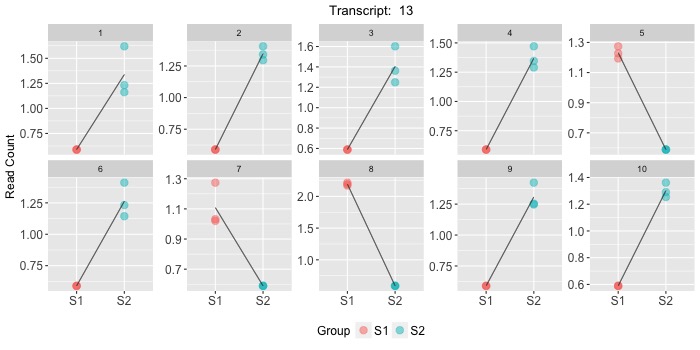 Transcript: 13
Read Count
1 2 3 4 5
1.50 1.25 1.00 0.75
1.25 1.00 0.75
1.6 1.4 1.2 1.0 0.8 0.6
1.50 1.25 1.00 0.75
1.3 1.1 0.9 0.7
6 7 8 9 10
1.25 1.00 0.75
1.3 1.1 0.9 0.7
2.0 1.5 1.0
1.25 1.00 0.75
1.4 1.2 1.0 0.8 0.6
S1 S2 S1 S2 S1 S2 S1 S2 S1 S2
Group S1 S2